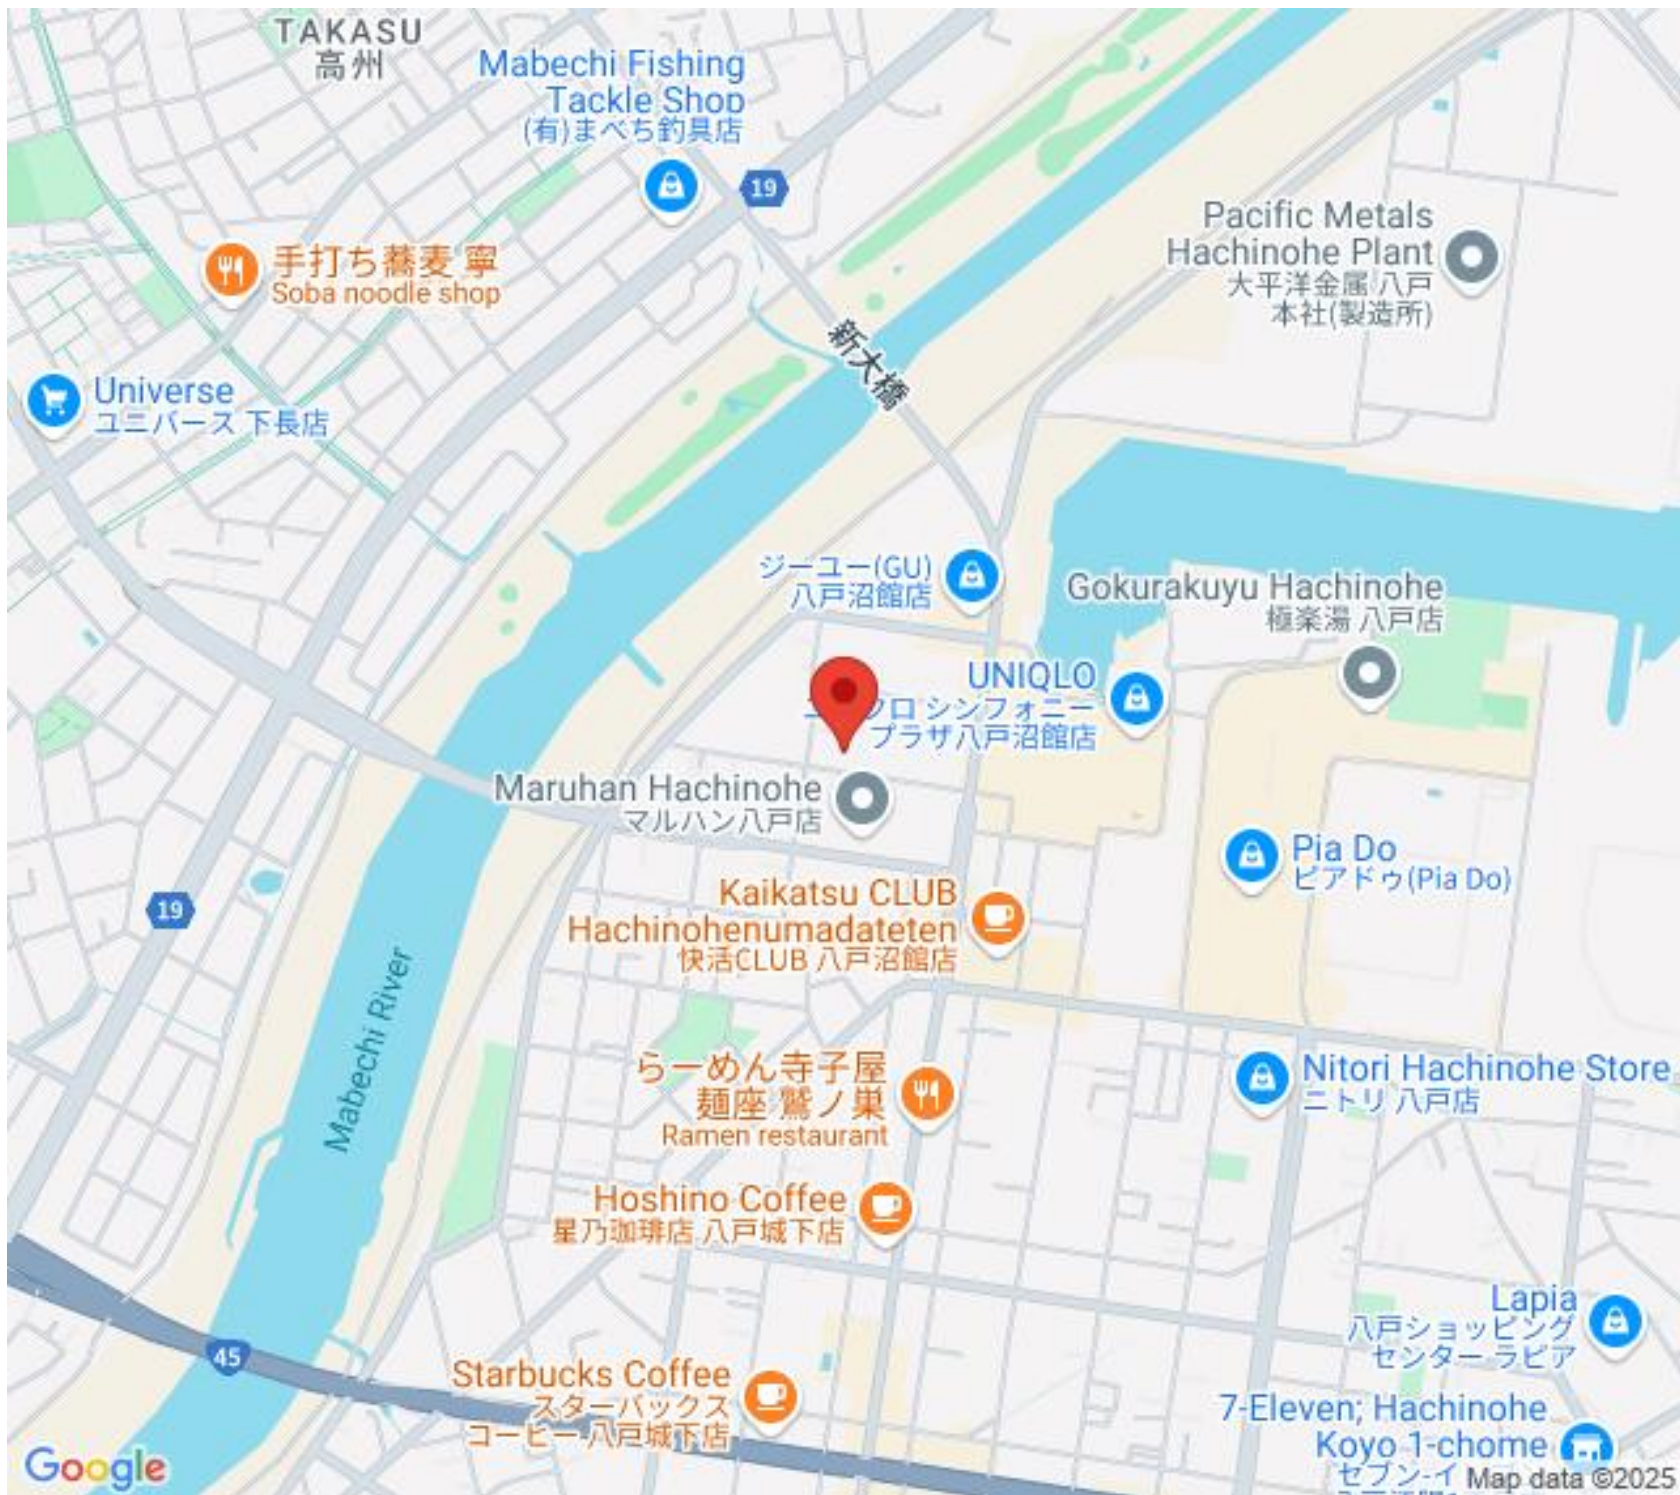 TAKASU
高州
Mabechi Fishing
Tackle Shop
(有)まべち釣具店
19
Pacific Metals
Hachinohe Plant
大平洋金属 八戸
本社(製造所)
手打ち蕎麦 寧
Soba noodle shop
新大橋
Universe
ユニバース 下長店
ジーユー(GU)
八戸沼館店
Gokurakuyu Hachinohe
極楽湯 八戸店
UNIQLO
クロ シンフォニー
プラザ八戸沼館店
Maruhan Hachinohe
マルハン八戸店
Pia Do
ピアドゥ(Pia Do)
19
Kaikatsu CLUB
Hachinohenumadateten
快活CLUB 八戸沼館店
Mabechi River
らーめん寺子屋
麺座 鷲ノ巣
Ramen restaurant
Nitori Hachinohe Store
ニトリ 八戸店
Hoshino Coffee
星乃珈琲店 八戸城下店
Lapia
八戸ショッピング
センター ラピア
45
Starbucks Coffee
スターバックス
コーヒー 八戸城下店
7-Eleven; Hachinohe
Koyo 1-chome
セブン-イ
Google
Map data ©2025